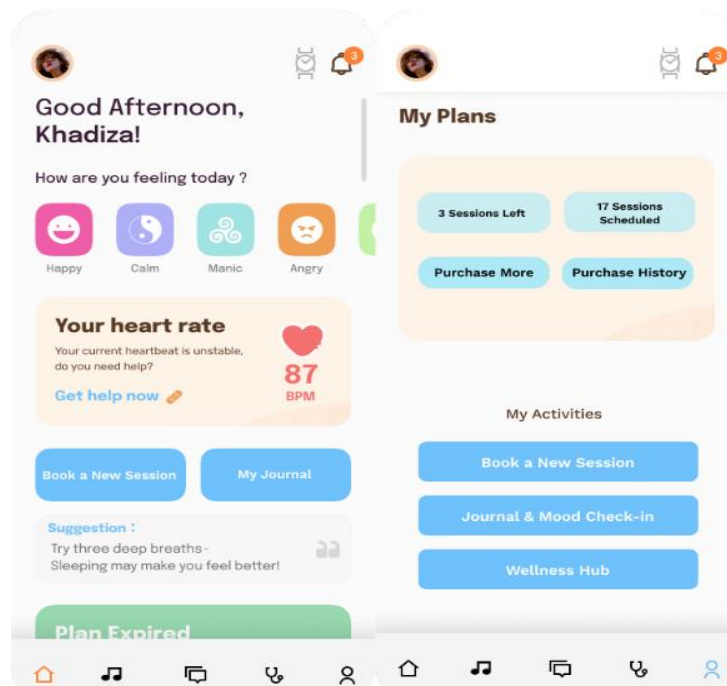 3
Good Afternoon,
Khadiza!
How are you feeling today ?
Happy
Calm
Manic
Angry
Your heart rate
Your current heartbeat is unstable,
do you need help?
Get help now
87
BPM
Book a New Session
My Journal
Suggestion :
Try three deep breaths-
Sleeping may make you feel better!
Plan Expired
3
My Plans
3 Sessions Left
17 Sessions
Scheduled
Purchase More
Purchase History
My Activities
Book a New Session
Journal & Mood Check-in
Wellness Hub